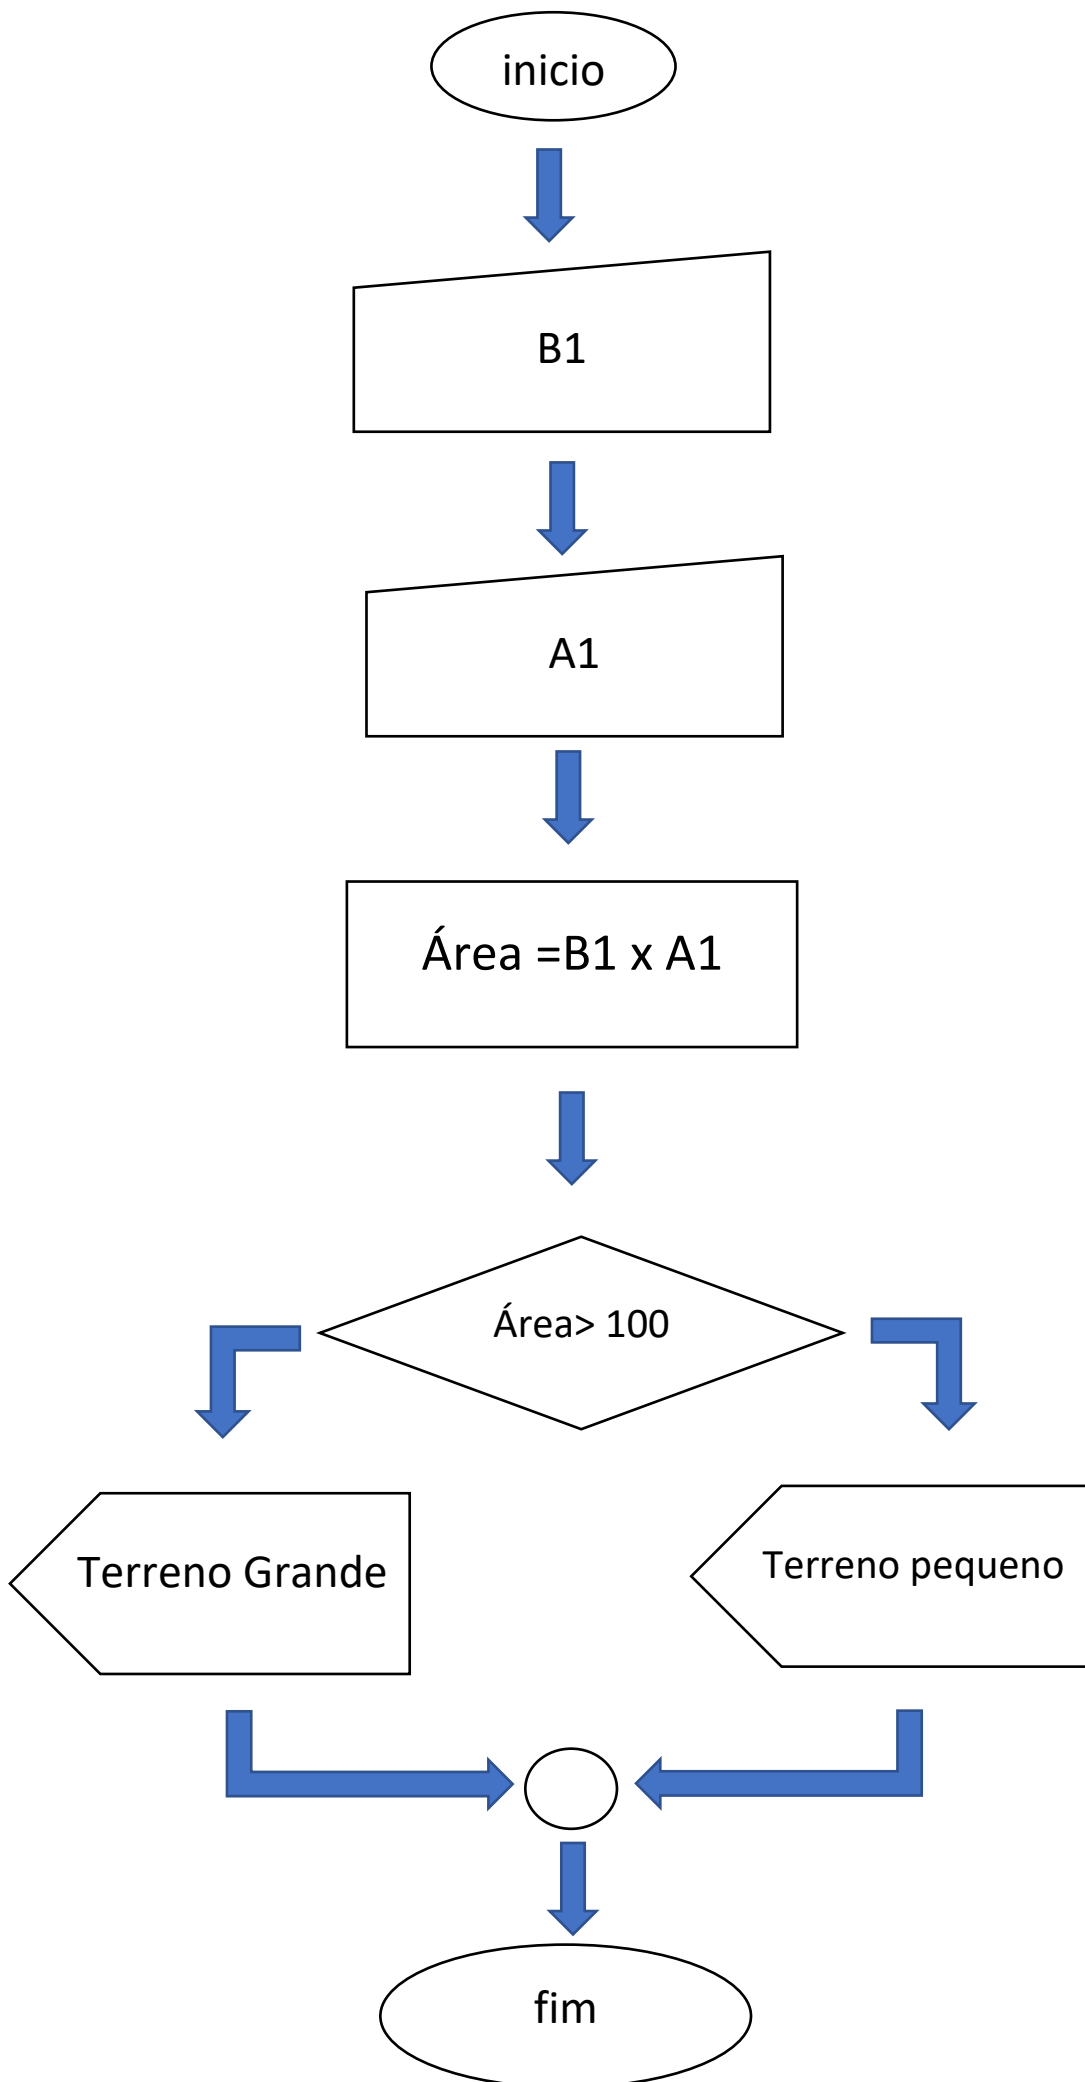 inicio
B1
A1
Área =B1 x A1
Área> 100
Terreno Grande
Terreno pequeno
fim